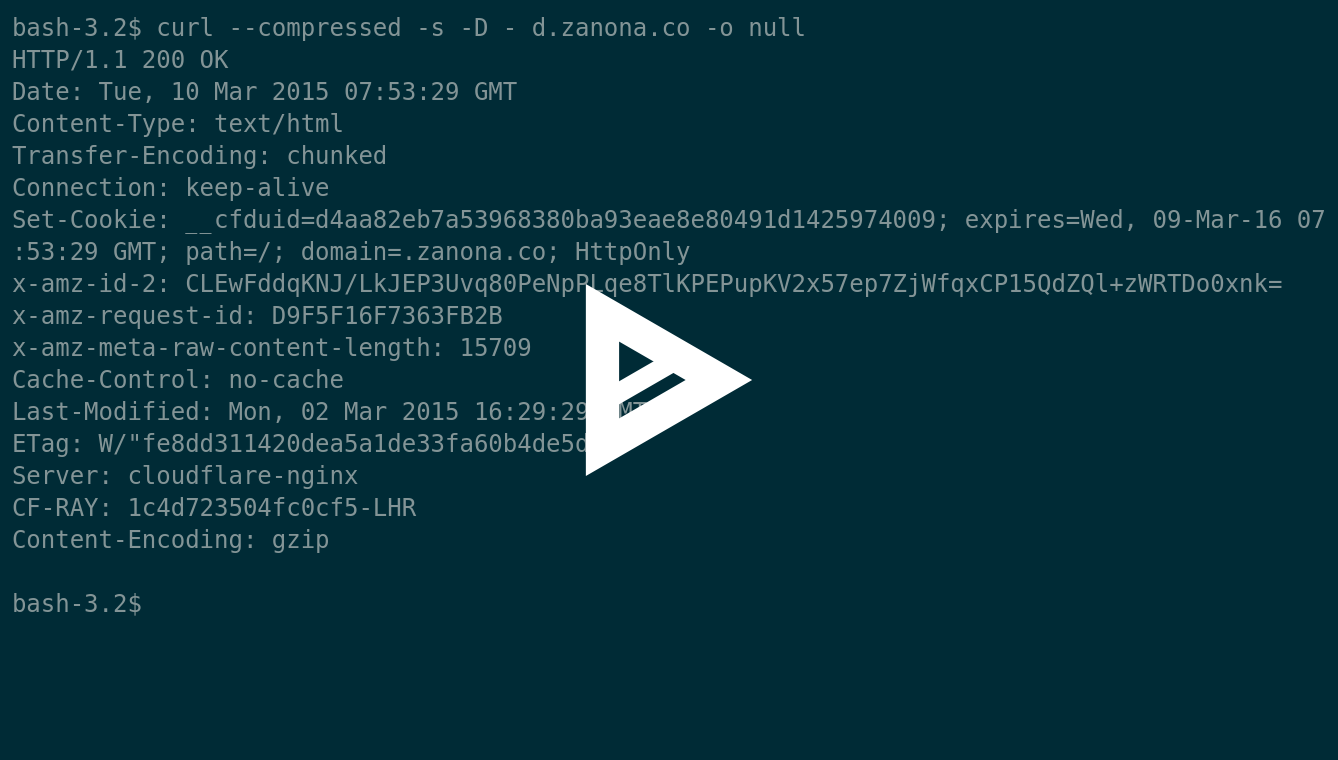 bash-3.2$ curl --compressed -s -D - d.zanona.co -o null
HTTP/1.1 200 OK
Date: Tue, 10 Mar 2015 07:53:29 GMT
Content-Type: text/html
Transfer-Encoding: chunked
Connection: keep-alive
Set-Cookie: __cfduid=d4aa82eb7a53968380ba93eae8e80491d1425974009; expires=Wed, 09-Mar-16 07
:53:29 GMT; path=/; domain=.zanona.co; HttpOnly
x-amz-id-2: CLEwFddqKNJ/LkJEP3Uvq80PeNpRLqe8TlKPEPupKV2x57ep7ZjWfqxCP15QdZQl+zWRTDo0xnk=
x-amz-request-id: D9F5F16F7363FB2B
x-amz-meta-raw-content-length: 15709
Cache-Control: no-cache
Last-Modified: Mon, 02 Mar 2015 16:29:29 GMT
ETag: W/"fe8dd311420dea5a1de33fa60b4de5d
Server: cloudflare-nginx
CF-RAY: 1c4d723504fc0cf5-LHR
Content-Encoding: gzip
bash-3.2$